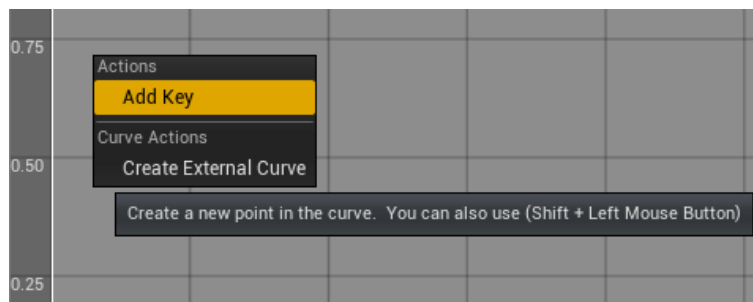 0.75
Actions
Add Key
Curve Actions
0.50
Create External Curve
Create a new point in the curve.  You can also use (Shift + Left Mouse Button)
0.25